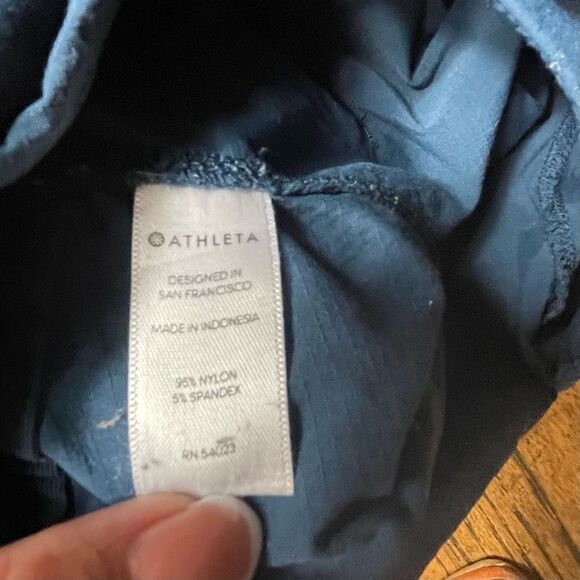 ATHLETA
DESIGNED IN
SAN FRANCISCO
MADE IN INDONESIA
95% NYLON
5% SPANDEX
RN 54023